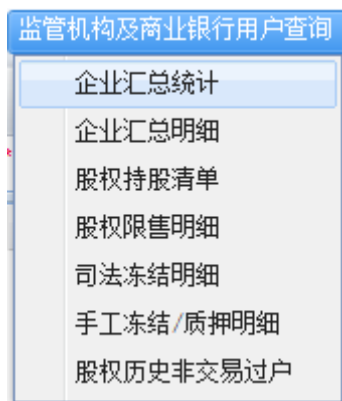 监管机构及商业银行用户查询
企业汇总统计
企业汇总明细
股权持股清单
股权限售明细
司法冻结明细
手工冻结/质押明细
股权历史非交易过户